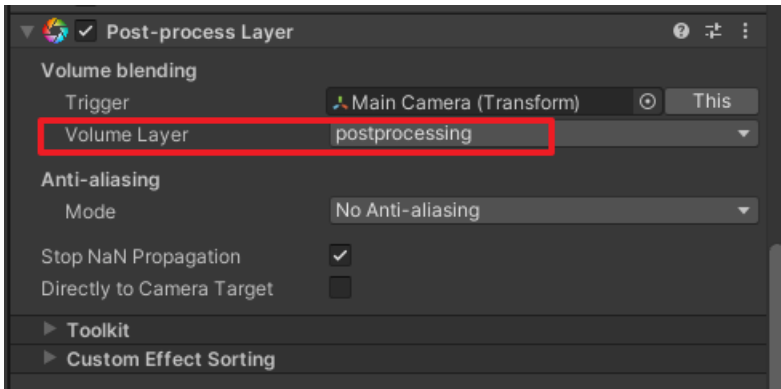 Post-process Layer
Volume blending
Trigger Main Camera (Transform) This
Volume Layer postprocessing
Anti-aliasing
Mode No Anti-aliasing
Stop NaN Propagation
Directly to Camera Target
Toolkit
Custom Effect Sorting